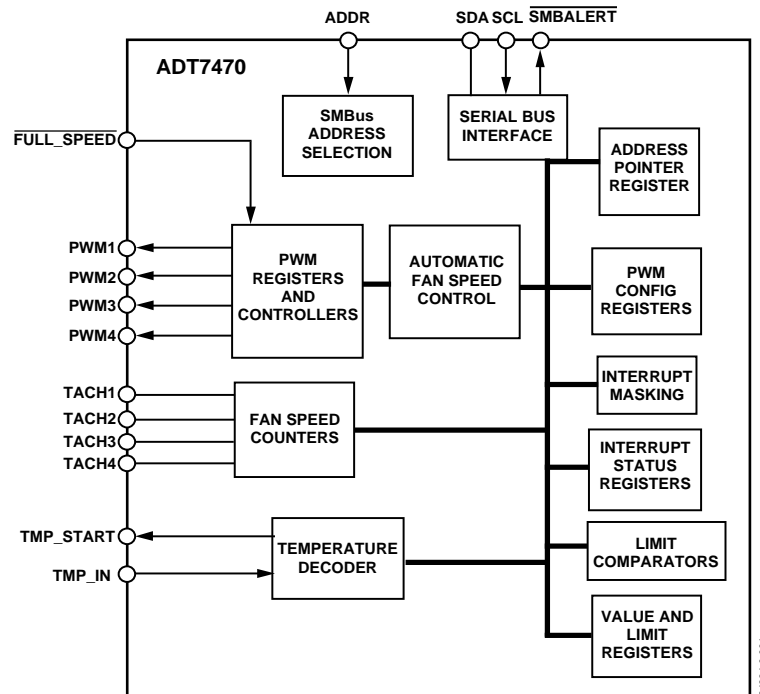 ADDR
SDA SCL SMBALERT
ADT7470
SMBus
ADDRESS
SELECTION
SERIAL BUS
INTERFACE
FULL_SPEED
ADDRESS
POINTER
REGISTER
PWM1
PWM2
PWM3
PWM4
PWM
REGISTERS
AND
CONTROLLERS
AUTOMATIC
FAN SPEED
CONTROL
PWM
CONFIG
REGISTERS
INTERRUPT
MASKING
TACH1
TACH2
TACH3
TACH4
FAN SPEED
COUNTERS
INTERRUPT
STATUS
REGISTERS
TMP_START
TMP_IN
TEMPERATURE
DECODER
LIMIT
COMPARATORS
VALUE AND
LIMIT
REGISTERS